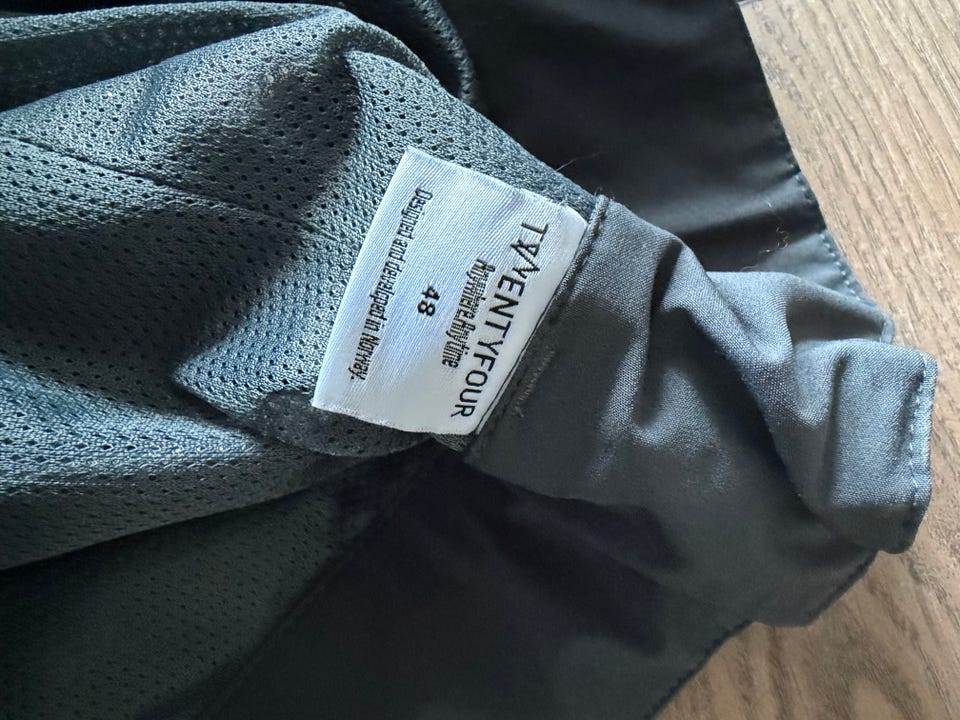 TWENTYFOUR
Anywhere. Anytime
48
Designed and developed in Norway.